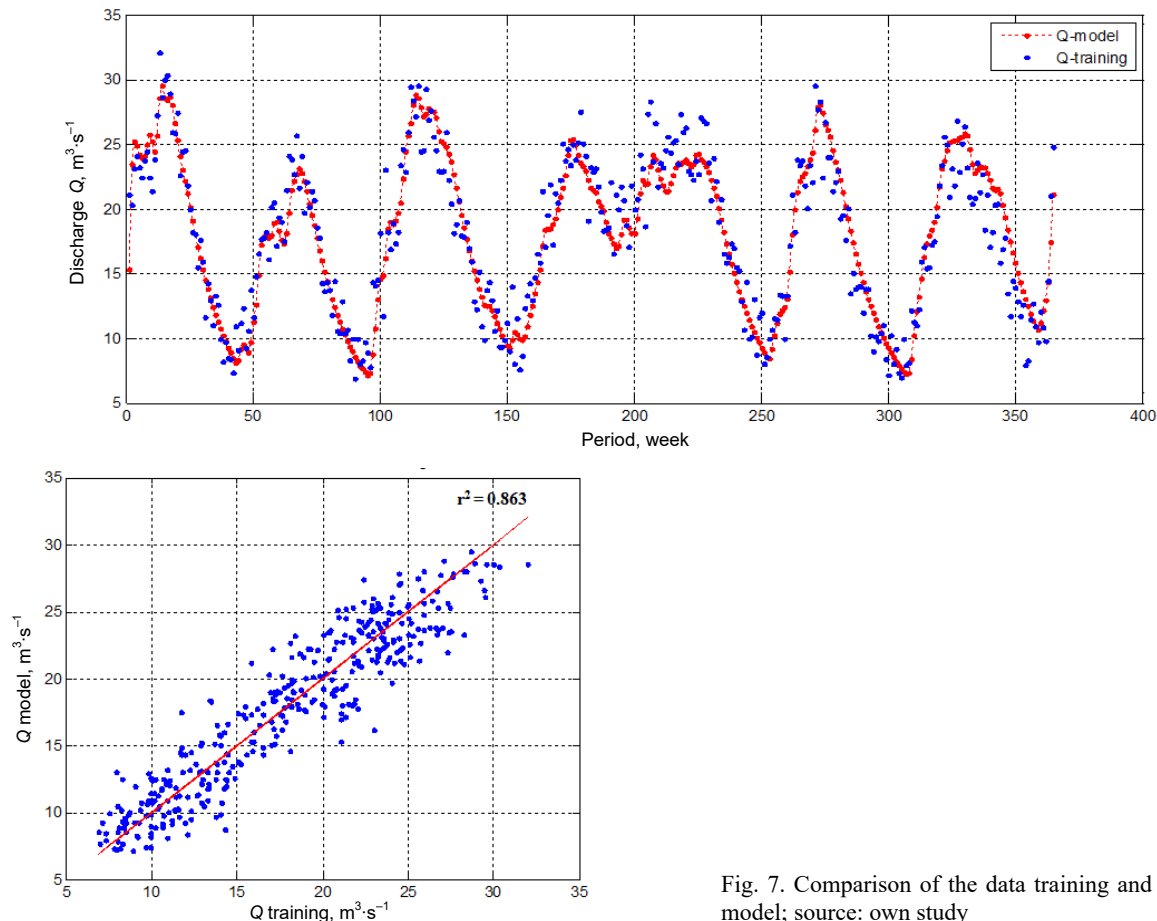 35
30
25
20
15
10
5
Discharge Q, m³·s⁻¹
Q-model
Q-training
0 50 100 150 200 250 300 350 400
Period, week
35
30
25
20
15
10
5
Q model, m³·s⁻¹
r² = 0.863
5 10 15 20 25 30 35
Q training, m³·s⁻¹
Fig. 7. Comparison of the data training and
model; source: own study